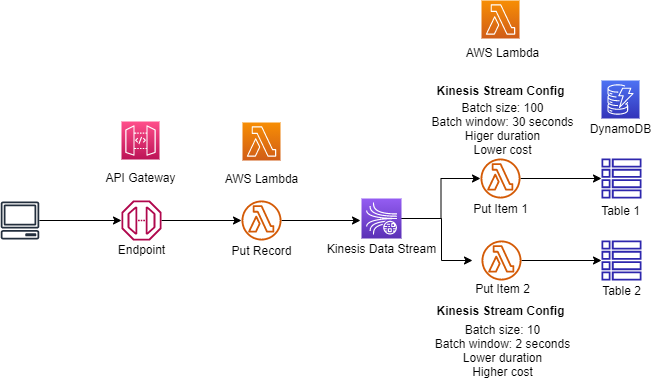 AWS Lambda
Kinesis Stream Config
Batch size: 100
Batch window: 30 seconds
Higer duration
Lower cost
DynamoDB
API Gateway
AWS Lambda
Put Item 1
Table 1
Endpoint
Put Record
Kinesis Data Stream
Put Item 2
Table 2
Kinesis Stream Config
Batch size: 10
Batch window: 2 seconds
Lower duration
Higher cost